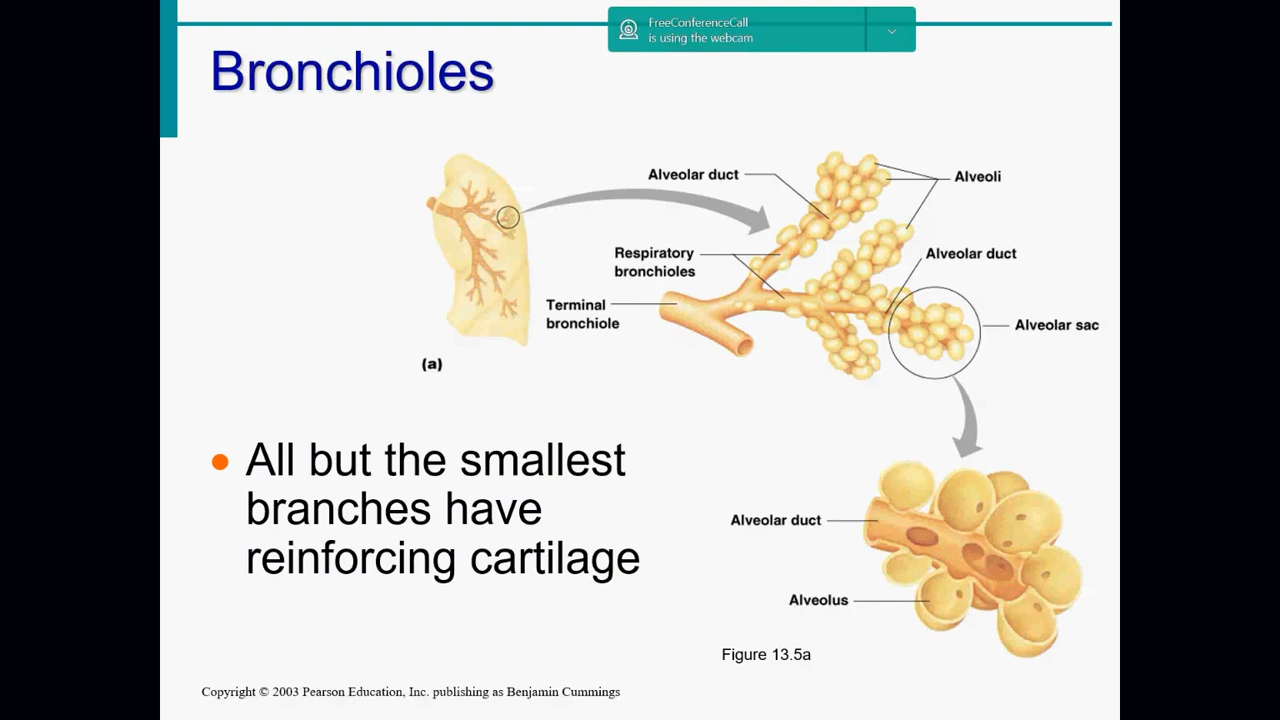 FreeConferenceCall
is using the webcam
Bronchioles
Alveolar duct
Alveoli
Respiratory
bronchioles
Alveolar duct
Terminal
bronchiole
Alveolar sac
(a)
• All but the smallest
branches have
reinforcing cartilage
Alveolar duct
Alveolus
Figure 13.5a
Copyright © 2003 Pearson Education, Inc. publishing as Benjamin Cummings